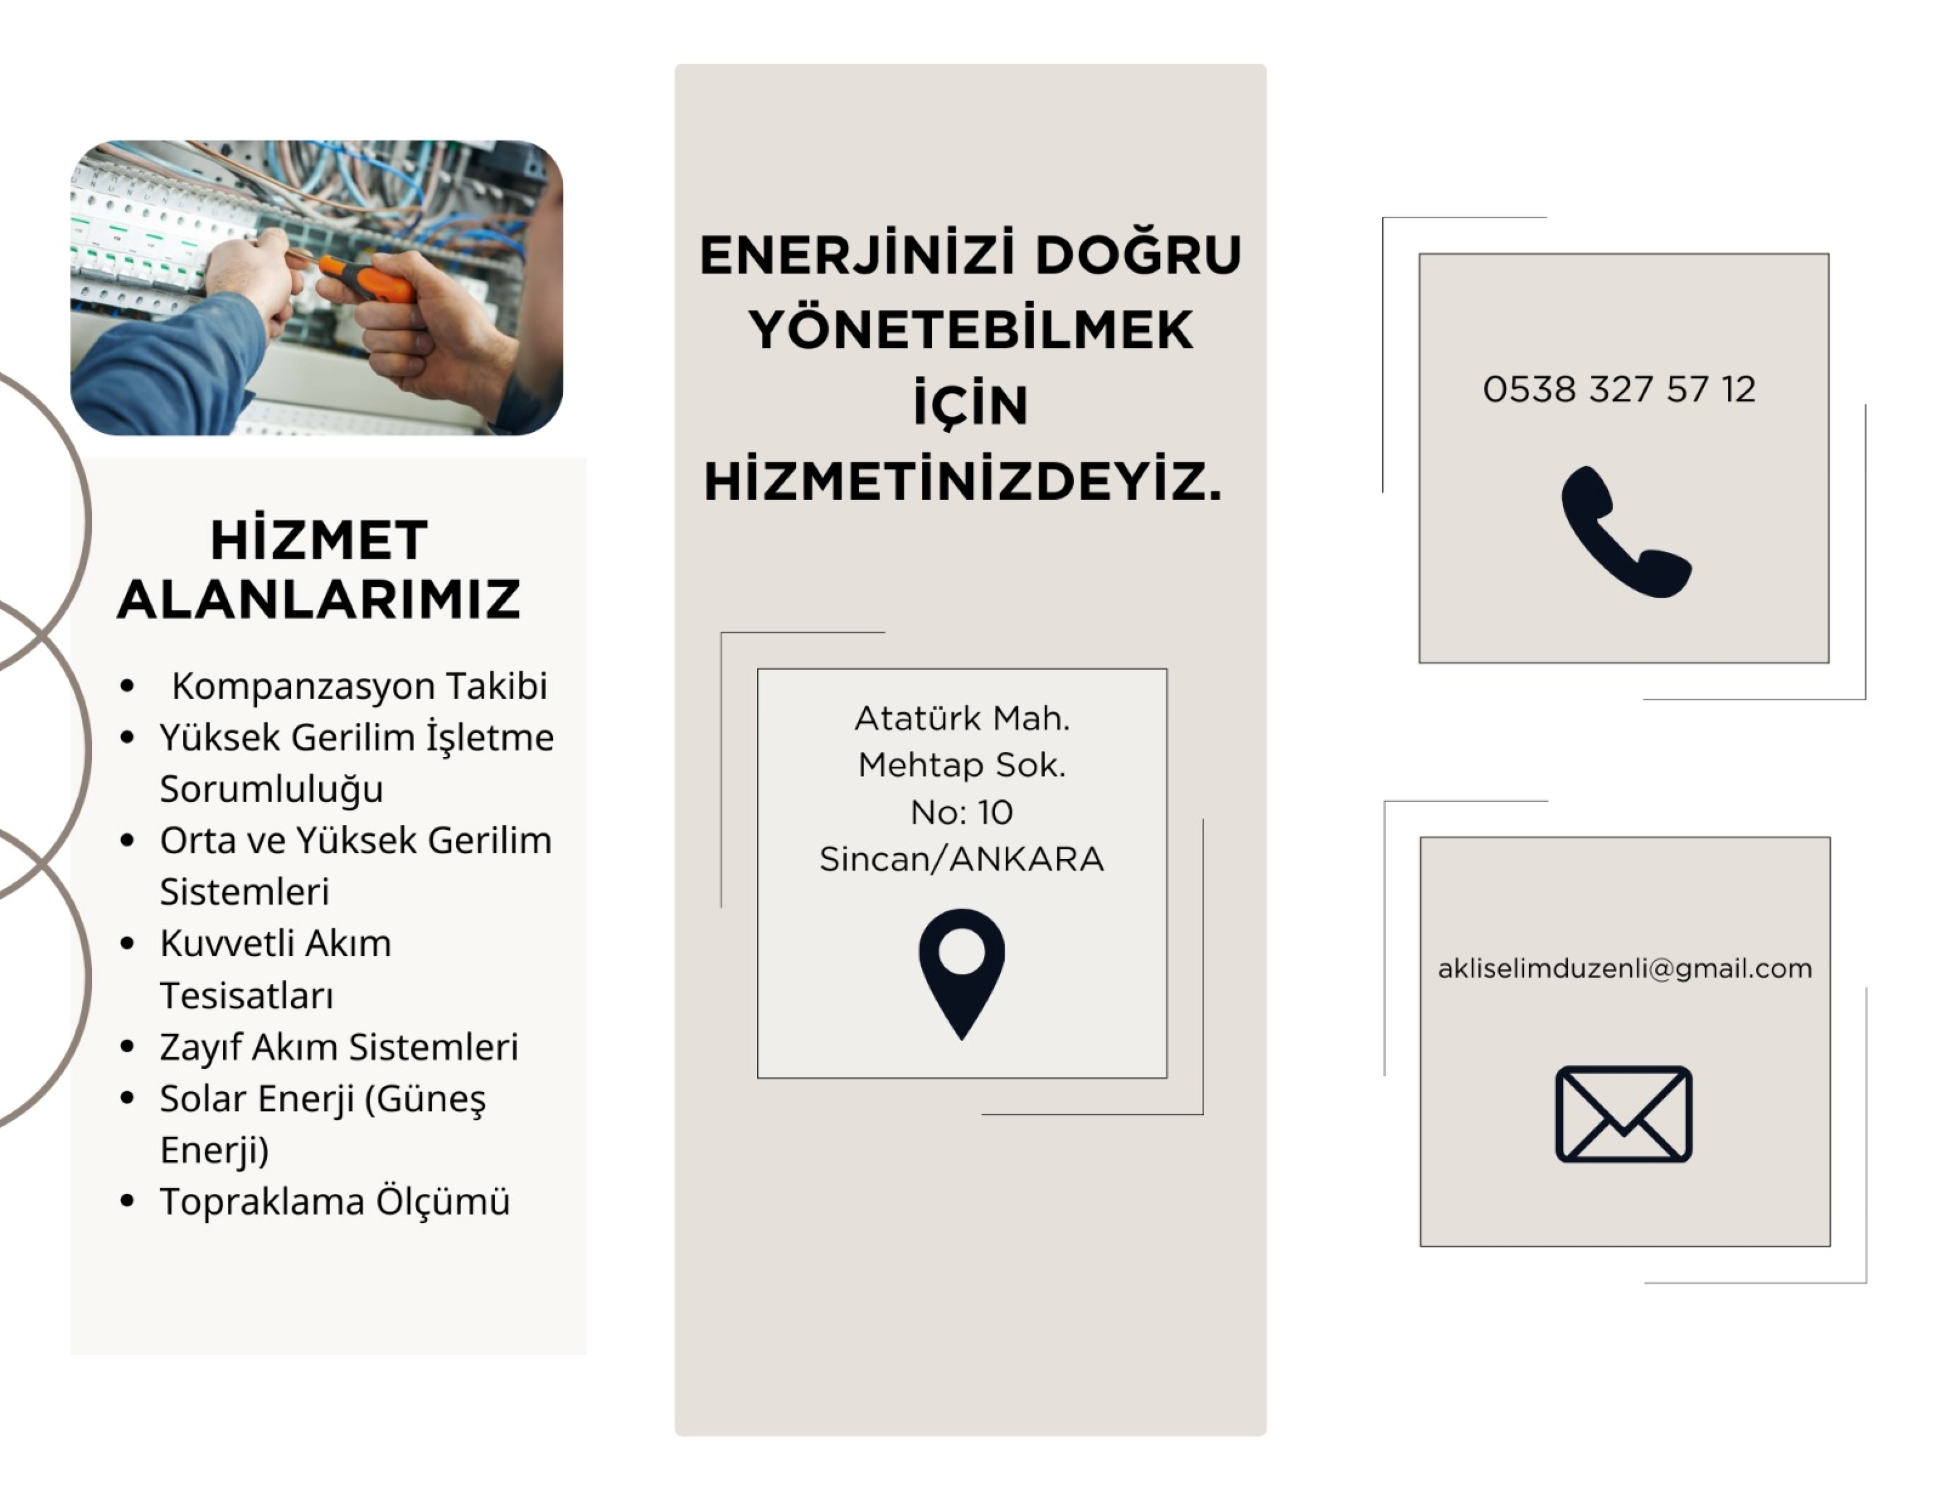 HİZMET
ALANLARIMIZ
• Kompanzasyon Takibi
• Yüksek Gerilim İşletme
Sorumluluğu
• Orta ve Yüksek Gerilim
Sistemleri
• Kuvvetli Akım
Tesisatları
• Zayıf Akım Sistemleri
• Solar Enerji (Güneş
Enerji)
• Topraklama Ölçümü
ENERJİNİZİ DOĞRU
YÖNETEBİLMEK
İÇİN
HİZMETİNİZDEYİZ.
Atatürk Mah.
Mehtap Sok.
No: 10
Sincan/ANKARA
0538 327 57 12
akliselimduzenli@gmail.com